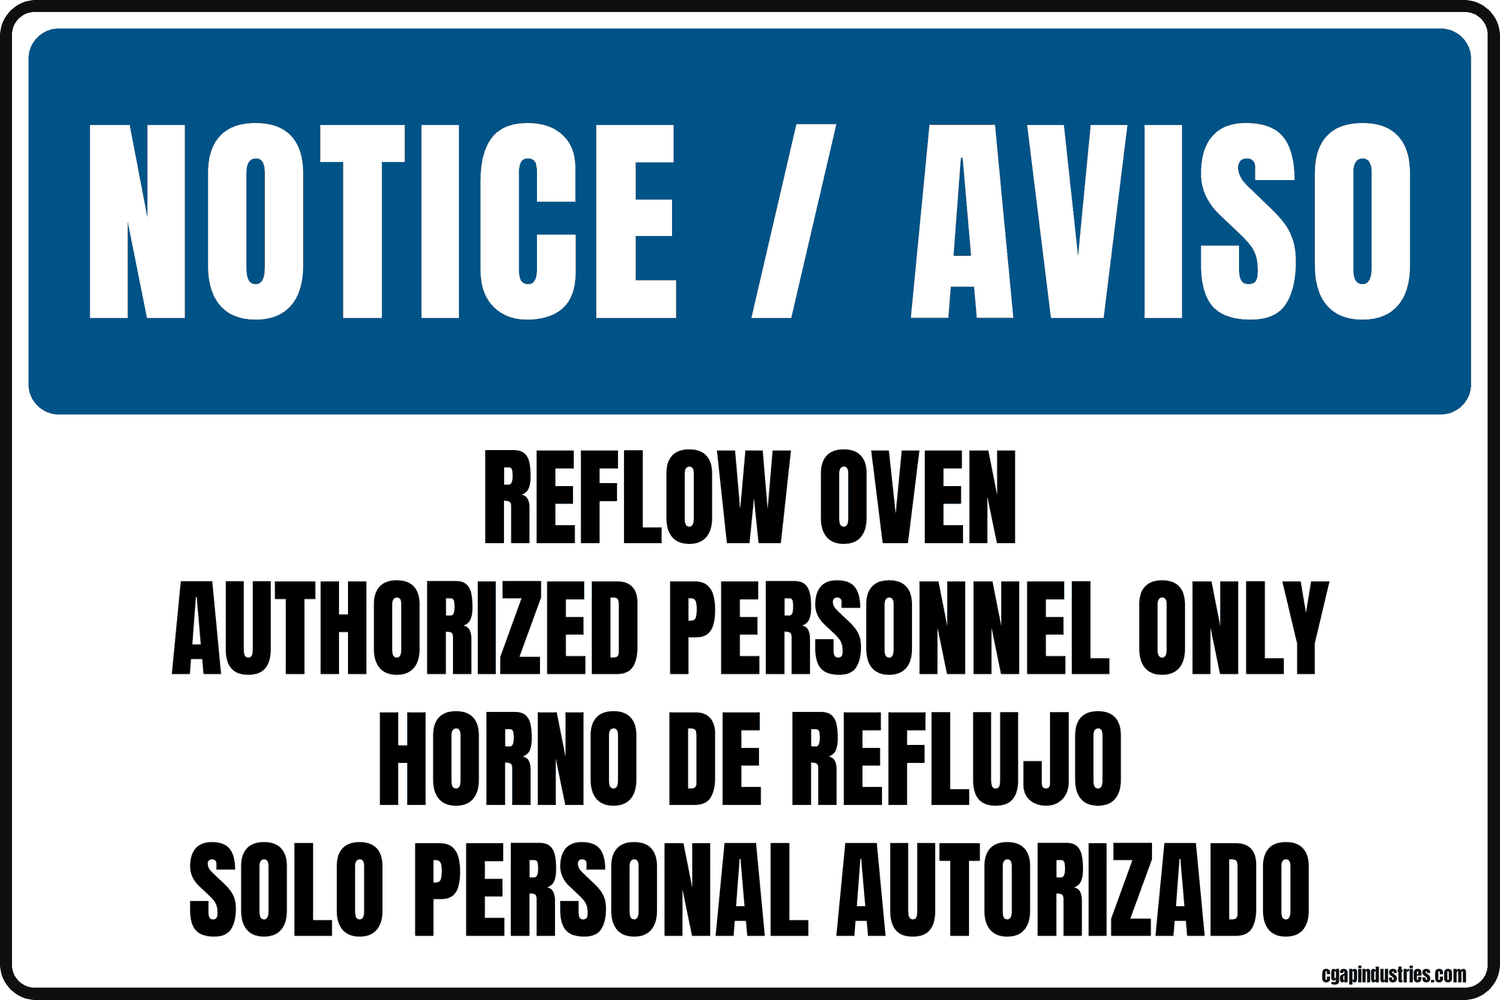 NOTICE / AVISO
REFLOW OVEN
AUTHORIZED PERSONNEL ONLY
HORNO DE REFLUJO
SOLO PERSONAL AUTORIZADO
cgapindustries.com